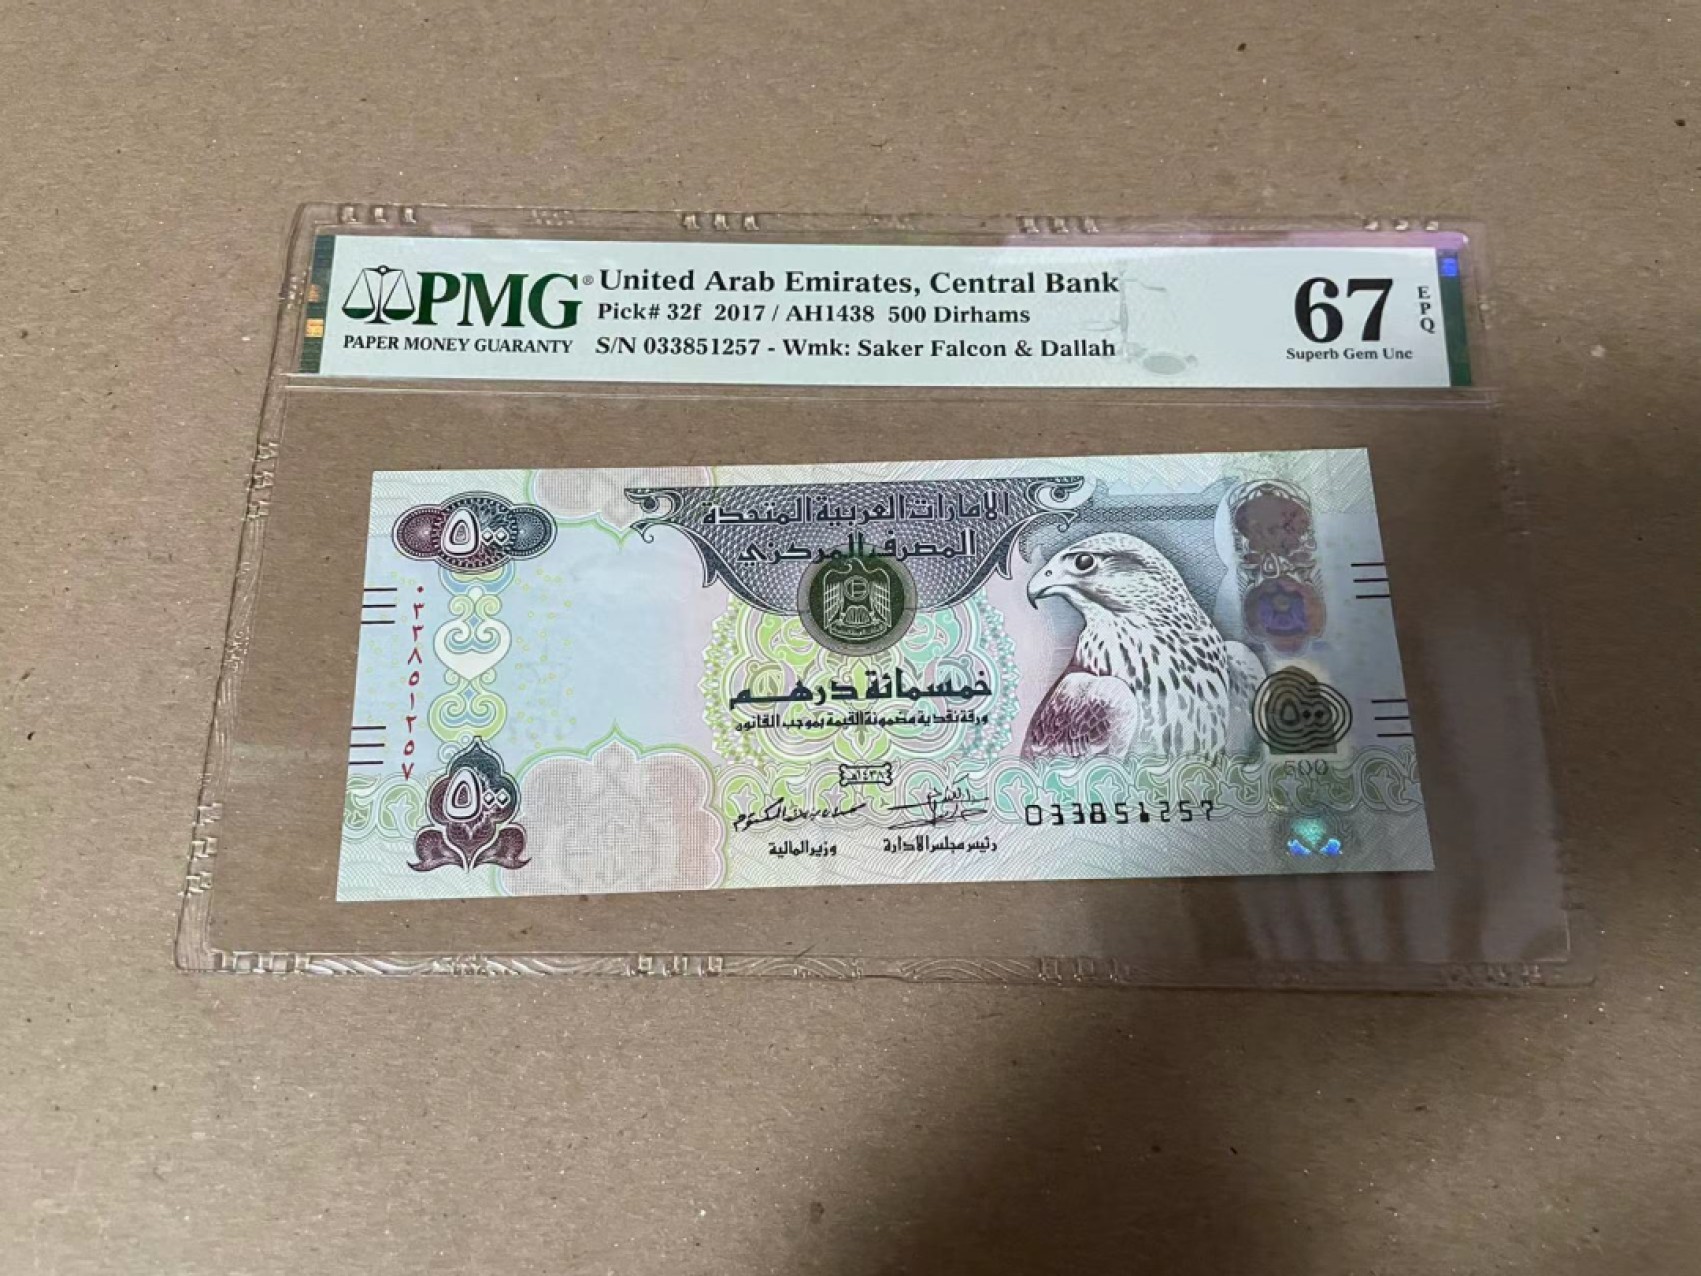 PMG®
PAPER MONEY GUARANTY
United Arab Emirates, Central Bank
Pick# 32f 2017 / AH1438 500 Dirhams
S/N 033851257 - Wmk: Saker Falcon & Dallah
67
EPQ
Superb Gem Unc
الامارات العربية المتحدة
المصرف المركزي
٥٠٠
٥٠
٠٣٣٨٥١٢٥٧
خمسمائة درهم
ورقة نقدية مضمونة القيمة بموجب القانون
٥٠٠
500
١٤٣٨هـ
٥٠٠
033851257
وزير المالية
رئيس مجلس الادارة